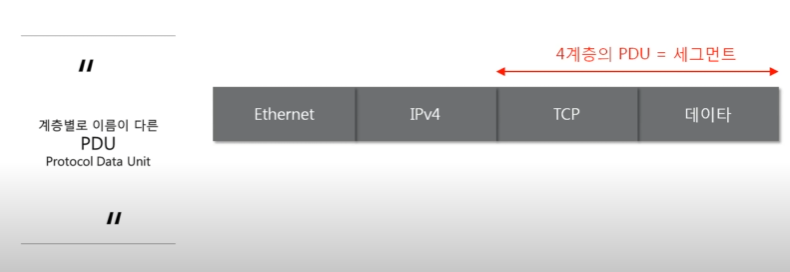 "
계층별로 이름이 다른
PDU
Protocol Data Unit
"
4계층의 PDU = 세그먼트
Ethernet IPv4 TCP 데이타